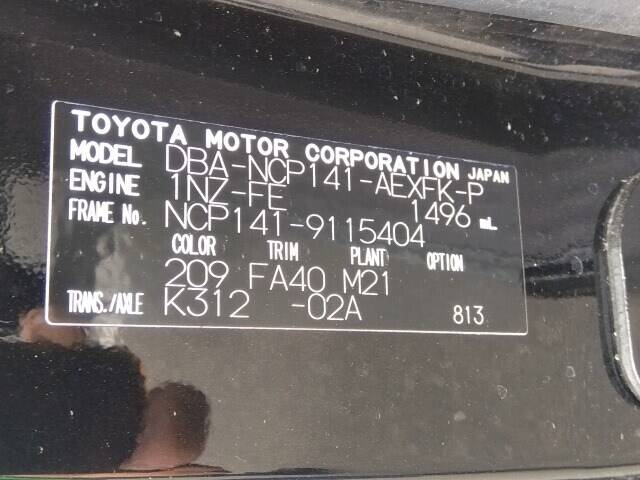 TOYOTA MOTOR CORPORATION JAPAN
MODEL DBA-NCP141-AEXFK-P
ENGINE 1NZ-FE 1496 mL
FRAME No. NCP141-9115404
COLOR TRIM PLANT OPTION
209 FA40 M21
TRANS./AXLE K312 -02A 813